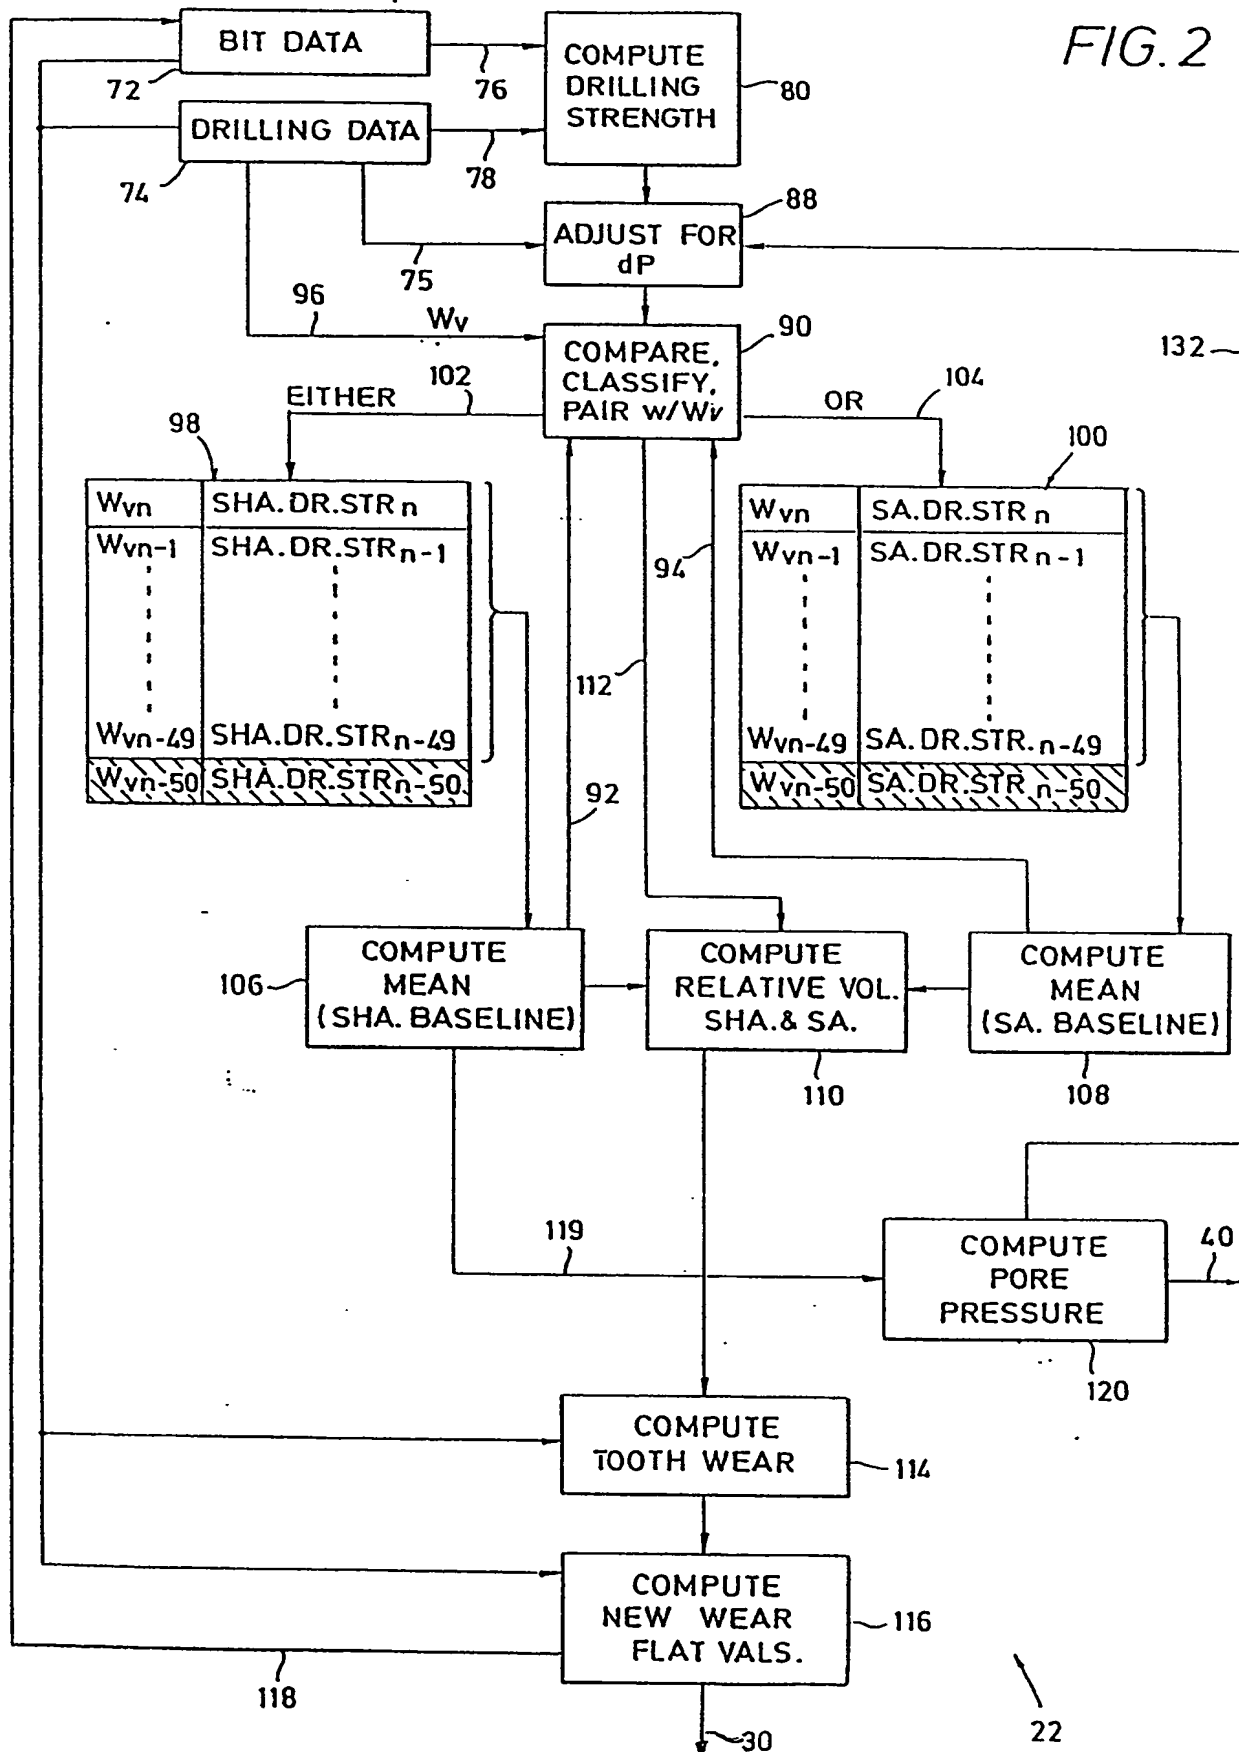 FIG. 2
BIT DATA
72
76
COMPUTE
DRILLING
STRENGTH
80
DRILLING DATA
74
78
88
ADJUST FOR
dP
75
96
Wv
90
COMPARE,
CLASSIFY,
PAIR w/Wv
132
102
EITHER
OR
104
98
100
Wvn SHA.DR.STR n
Wvn-1 SHA.DR.STR n-1
Wvn-49 SHA.DR.STR n-49
Wvn-50 SHA.DR.STR n-50
Wvn SA.DR.STR n
Wvn-1 SA.DR.STR n-1
Wvn-49 SA.DR.STR. n-49
Wvn-50 SA.DR.STR. n-50
94
112
92
106
COMPUTE
MEAN
(SHA. BASELINE)
COMPUTE
RELATIVE VOL.
SHA.& SA.
110
COMPUTE
MEAN
(SA. BASELINE)
108
119
COMPUTE
PORE
PRESSURE
40
120
COMPUTE
TOOTH WEAR
114
COMPUTE
NEW WEAR
FLAT VALS.
116
118
30
22